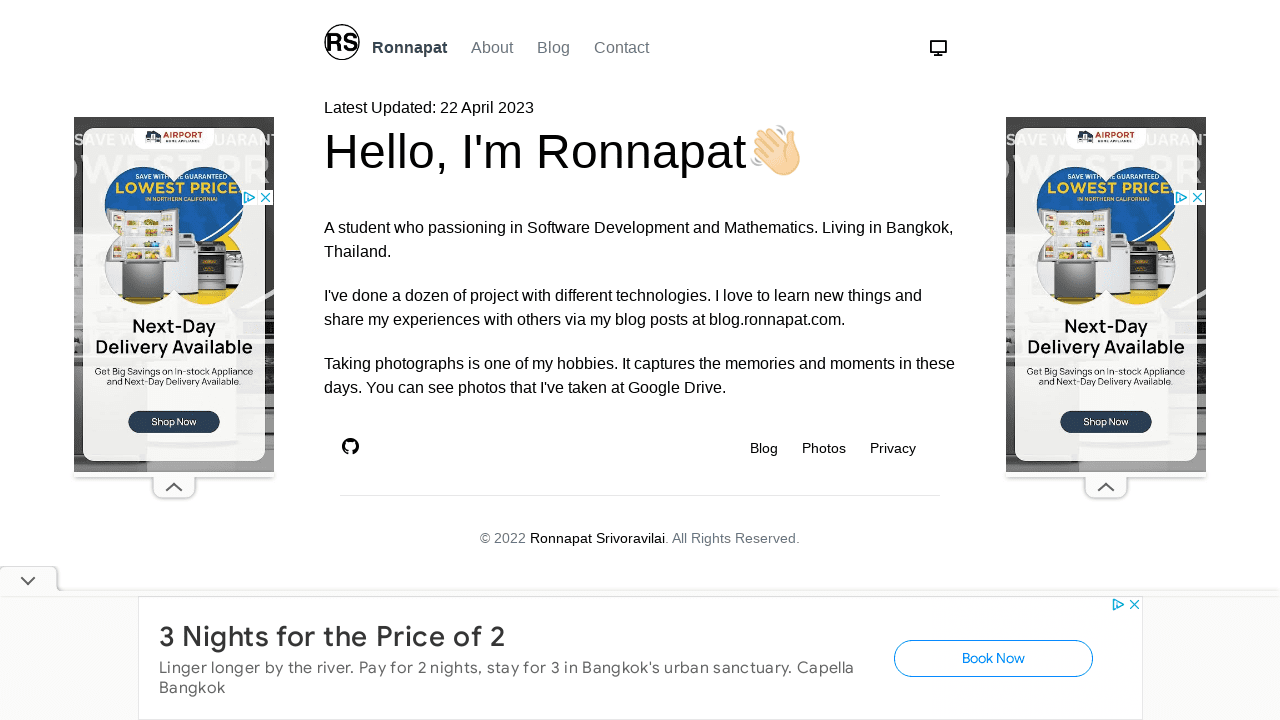 RS
Ronnapat About Blog Contact
Latest Updated: 22 April 2023
Hello, I'm Ronnapat
A student who passioning in Software Development and Mathematics. Living in Bangkok,
Thailand.
I've done a dozen of project with different technologies. I love to learn new things and
share my experiences with others via my blog posts at blog.ronnapat.com.
Taking photographs is one of my hobbies. It captures the memories and moments in these
days. You can see photos that I've taken at Google Drive.
Blog Photos Privacy
© 2022 Ronnapat Srivoravilai. All Rights Reserved.
AIRPORT
HOME APPLIANCE
SAVE WITH THE GUARANTEED
LOWEST PRICE
IN NORTHERN CALIFORNIA!
Next-Day
Delivery Available
Get Big Savings on In-stock Appliance
and Next-Day Delivery Available.
Shop Now
AIRPORT
HOME APPLIANCE
SAVE WITH THE GUARANTEED
LOWEST PRICES
IN NORTHERN CALIFORNIA!
Next-Day
Delivery Available
Get Big Savings on In-stock Appliance
and Next-Day Delivery Available.
Shop Now
3 Nights for the Price of 2
Linger longer by the river. Pay for 2 nights, stay for 3 in Bangkok's urban sanctuary. Capella
Bangkok
Book Now